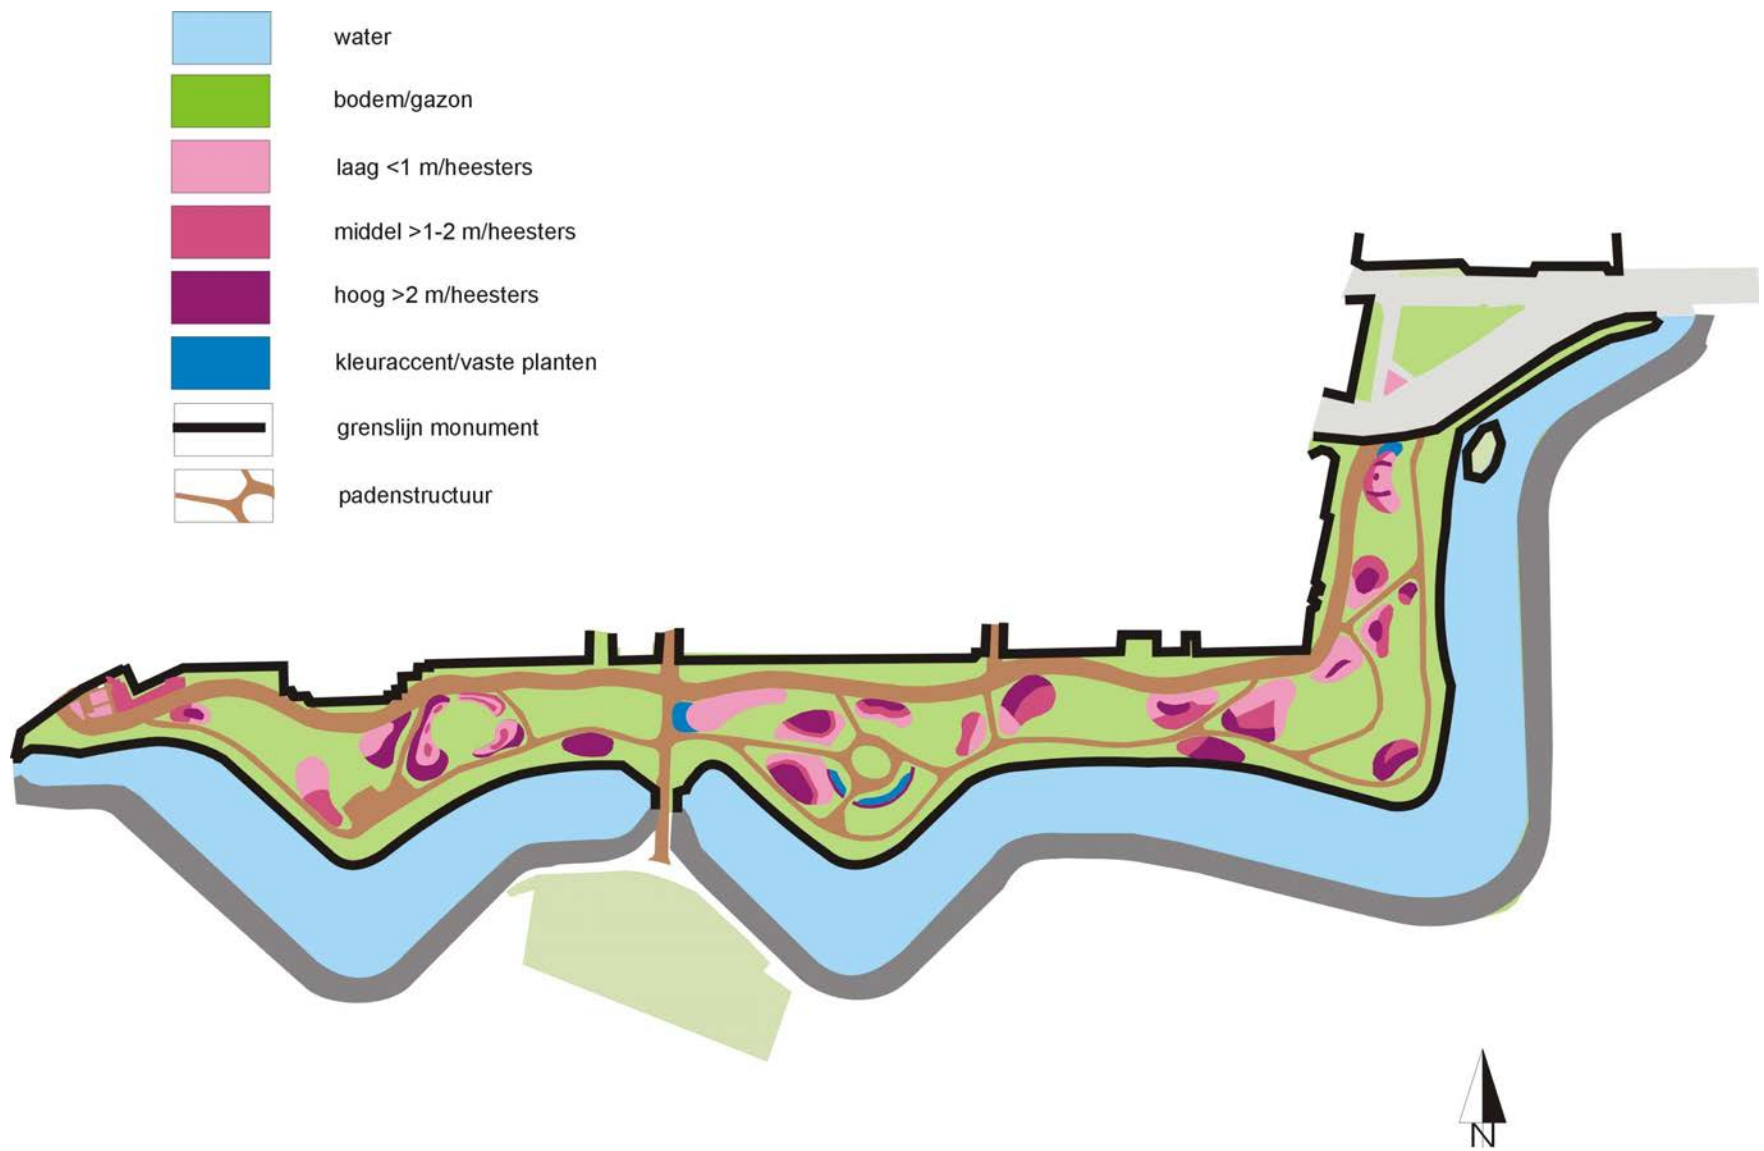 water
bodem/gazon
laag <1 m/heesters
middel >1-2 m/heesters
hoog >2 m/heesters
kleuraccent/vaste planten
grenslijn monument
padenstructuur
N